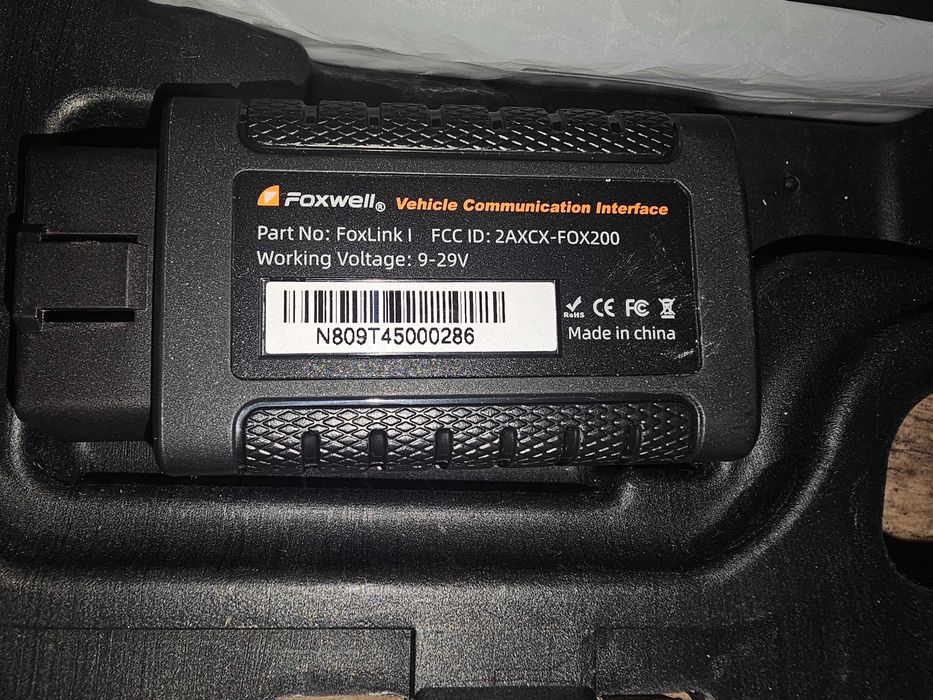 Foxwell® Vehicle Communication Interface
Part No: FoxLink I FCC ID: 2AXCX-FOX200
Working Voltage: 9-29V
N809T45000286
RoHS CE FC
Made in china